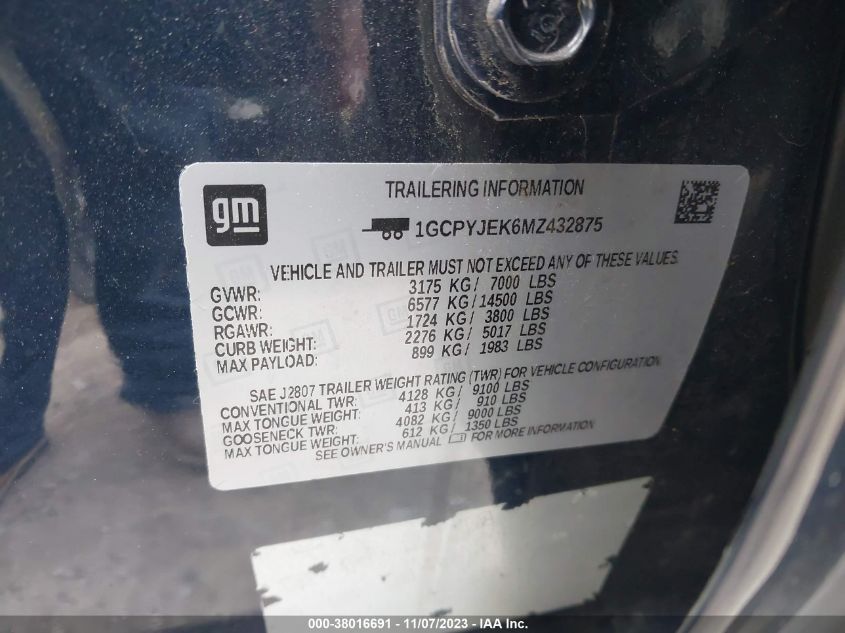 gm
TRAILERING INFORMATION
1GCPYJEK6MZ432875
VEHICLE AND TRAILER MUST NOT EXCEED ANY OF THESE VALUES
GVWR: 3175 KG / 7000 LBS
GCWR: 6577 KG / 14500 LBS
RGAWR: 1724 KG / 3800 LBS
CURB WEIGHT: 2276 KG / 5017 LBS
MAX PAYLOAD: 899 KG / 1983 LBS
SAE J2807 TRAILER WEIGHT RATING (TWR) FOR VEHICLE CONFIGURATION
CONVENTIONAL TWR: 4128 KG / 9100 LBS
MAX TONGUE WEIGHT: 413 KG / 910 LBS
GOOSENECK TWR: 4082 KG / 9000 LBS
MAX TONGUE WEIGHT: 612 KG / 1350 LBS
SEE OWNER'S MANUAL FOR MORE INFORMATION
000-38016691 - 11/07/2023 - IAA Inc.